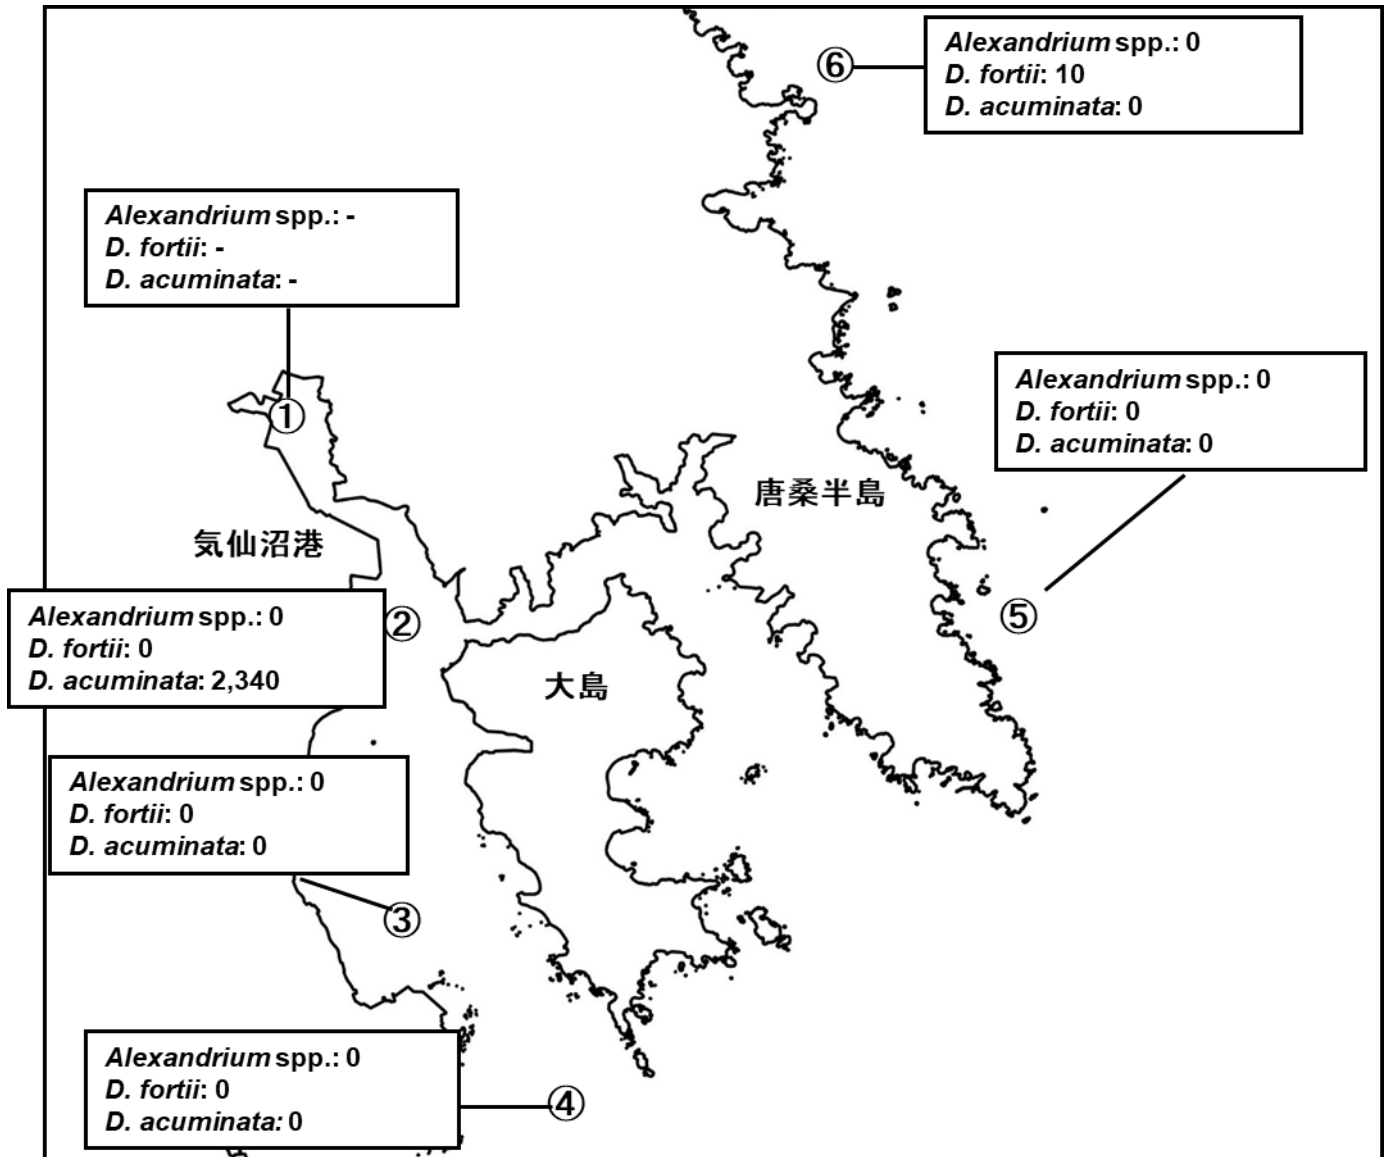 ⑥
Alexandrium spp.: 0
D. fortii: 10
D. acuminata: 0
Alexandrium spp.: -
D. fortii: -
D. acuminata: -
①
Alexandrium spp.: 0
D. fortii: 0
D. acuminata: 0
⑤
唐桑半島
気仙沼港
Alexandrium spp.: 0
D. fortii: 0
D. acuminata: 2,340
②
大島
Alexandrium spp.: 0
D. fortii: 0
D. acuminata: 0
③
Alexandrium spp.: 0
D. fortii: 0
D. acuminata: 0
④